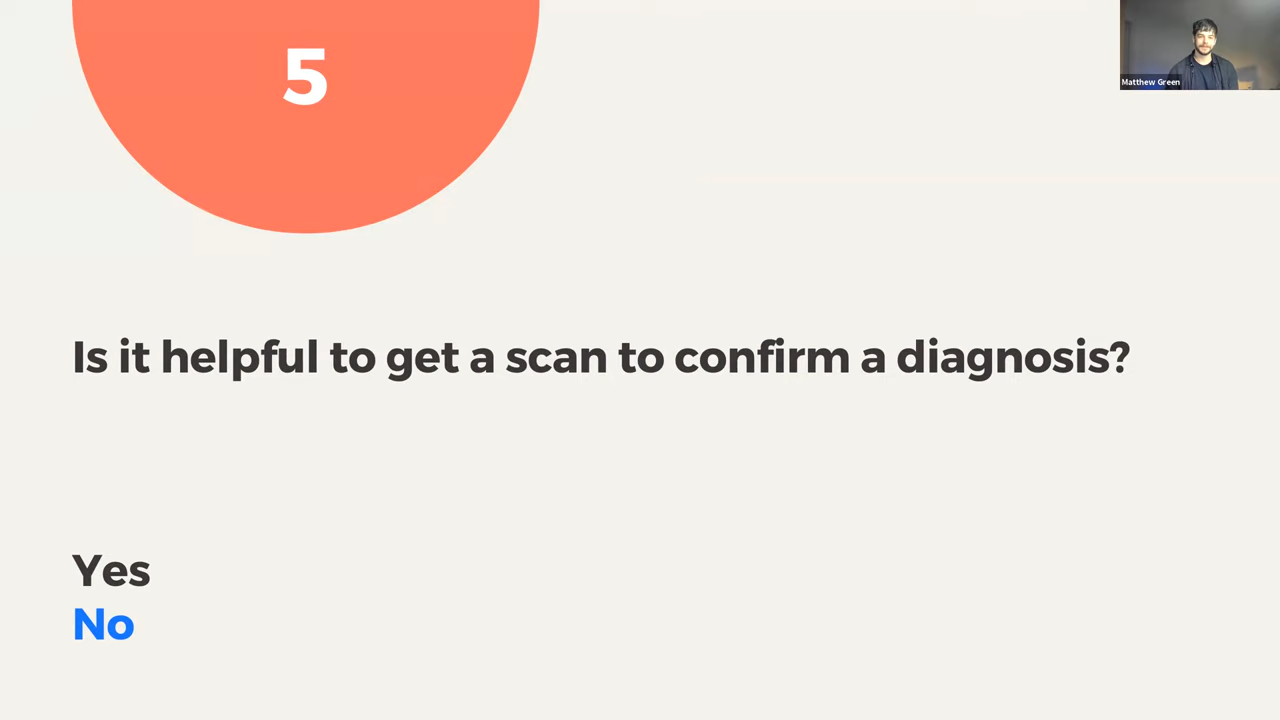 5
Matthew Green
Is it helpful to get a scan to confirm a diagnosis?
Yes
No